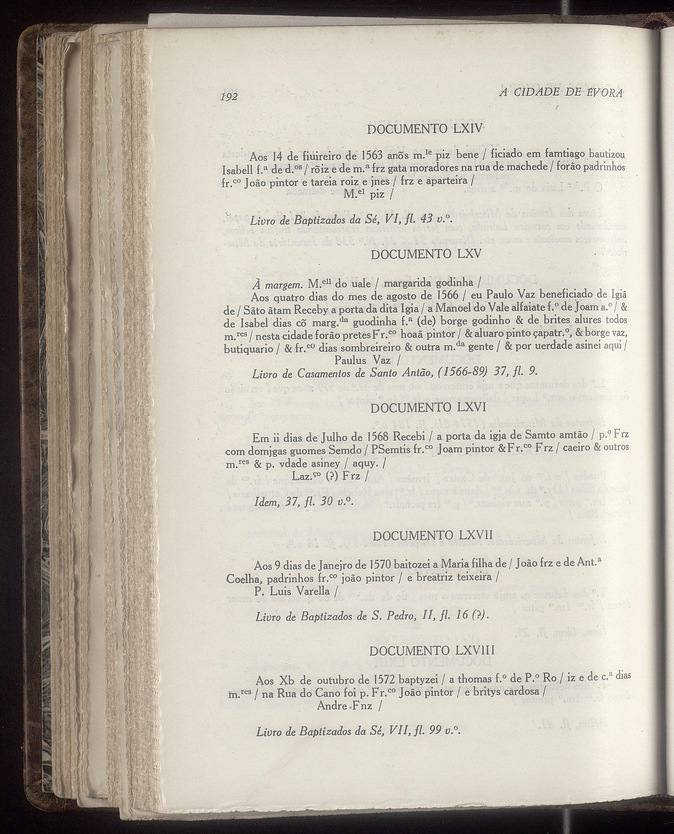 192
A CIDADE DE ÉVORA
DOCUMENTO LXIV
Aos 14 de fiuireiro de 1563 anõs m.le piz bene / ficiado em famtiago bautizou
Isabell f.a de d.os / rõiz e de m.a frz gata moradores na rua de machede / forão padrinhos
fr.co João pintor e tareia roiz e jnes / frz e aparteira /
M.el piz /
Livro de Baptizados da Sé, VI, fl. 43 v.º.
DOCUMENTO LXV
À margem. M.ell do uale / margarida godinha /
Aos quatro dias do mes de agosto de 1566 / eu Paulo Vaz beneficiado de Igiã
de / Sãto ãtam Receby a porta da dita Igia / a Manoel do Vale alfaiate f.º de Joam a.º / &
de Isabel dias cõ marg.da guodinha f.a (de) borge godinho & de brites alures todos
m.res / nesta cidade forão pretes Fr.co hoaã pintor / & aluaro pinto çapatr.º, & borge vaz,
butiquario / & fr.co dias sombreireiro & outra m.da gente / & por uerdade asinei aqui /
Paulus Vaz /
Livro de Casamentos de Santo Antão, (1566-89) 37, fl. 9.
DOCUMENTO LXVI
Em ii dias de Julho de 1568 Recebi / a porta da igja de Samto amtão / p.º Frz
com domjgas guomes Semdo / PSemtis fr.co Joam pintor & Fr.co Frz / caeiro & outros
m.res & p. vdade asiney / aquy. /
Laz.ço (?) Frz /
Idem, 37, fl. 30 v.º.
DOCUMENTO LXVII
Aos 9 dias de Janejro de 1570 baitozei a Maria filha de / João frz e de Ant.a
Coelha, padrinhos fr.co joão pintor / e breatriz teixeira /
P. Luis Varella /
Livro de Baptizados de S. Pedro, II, fl. 16 (?).
DOCUMENTO LXVIII
Aos Xb de outubro de 1572 baptyzei / a thomas f.º de P.º Ro / iz e de c.a dias
m.res / na Rua do Cano foi p. Fr.co João pintor / e britys cardosa /
Andre Fnz /
Livro de Baptizados da Sé, VII, fl. 99 v.º.